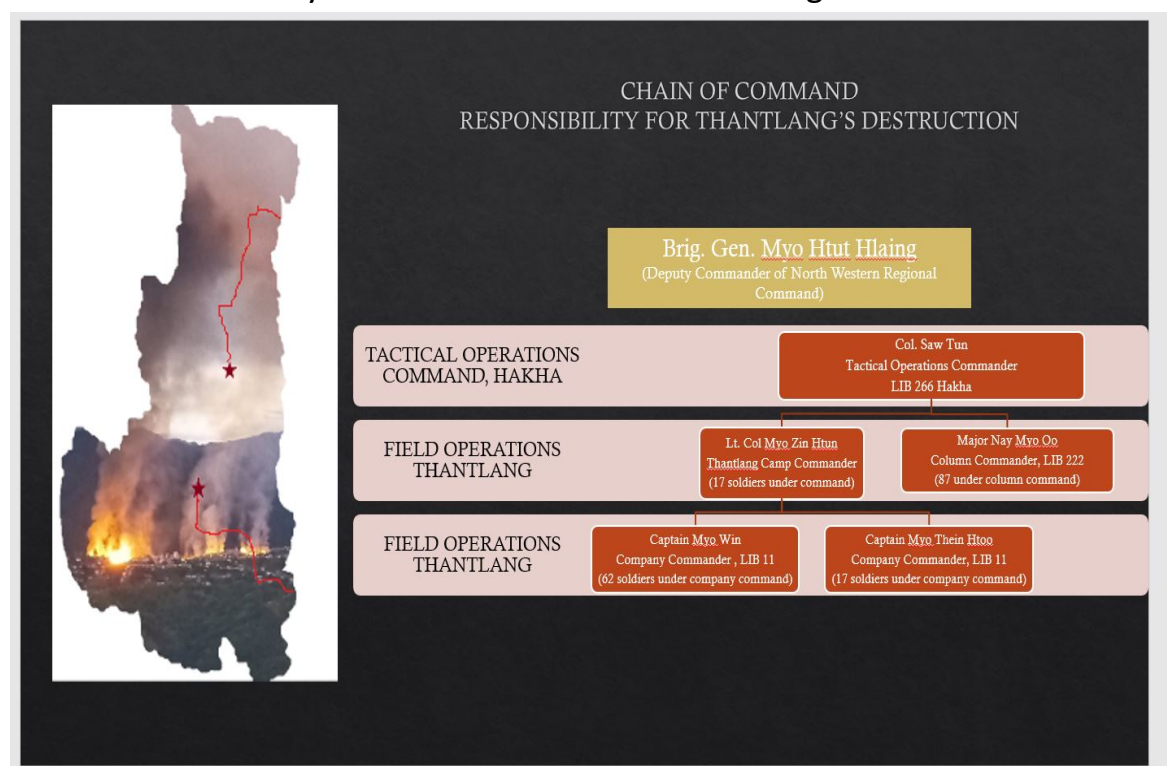 CHAIN OF COMMAND
RESPONSIBILITY FOR THANTLANG'S DESTRUCTION
Brig. Gen. Myo Htut Hlaing
(Deputy Commander of North Western Regional
Command)
TACTICAL OPERATIONS
COMMAND, HAKHA
Col. Saw Tun
Tactical Operations Commander
LIB 266 Hakha
FIELD OPERATIONS
THANTLANG
Lt. Col Myo Zin Htun
Thantlang Camp Commander
(17 soldiers under command)
Major Nay Myo Oo
Column Commander, LIB 222
(87 under column command)
FIELD OPERATIONS
THANTLANG
Captain Myo Win
Company Commander , LIB 11
(62 soldiers under company command)
Captain Myo Thein Htoo
Company Commander, LIB 11
(17 soldiers under company command)